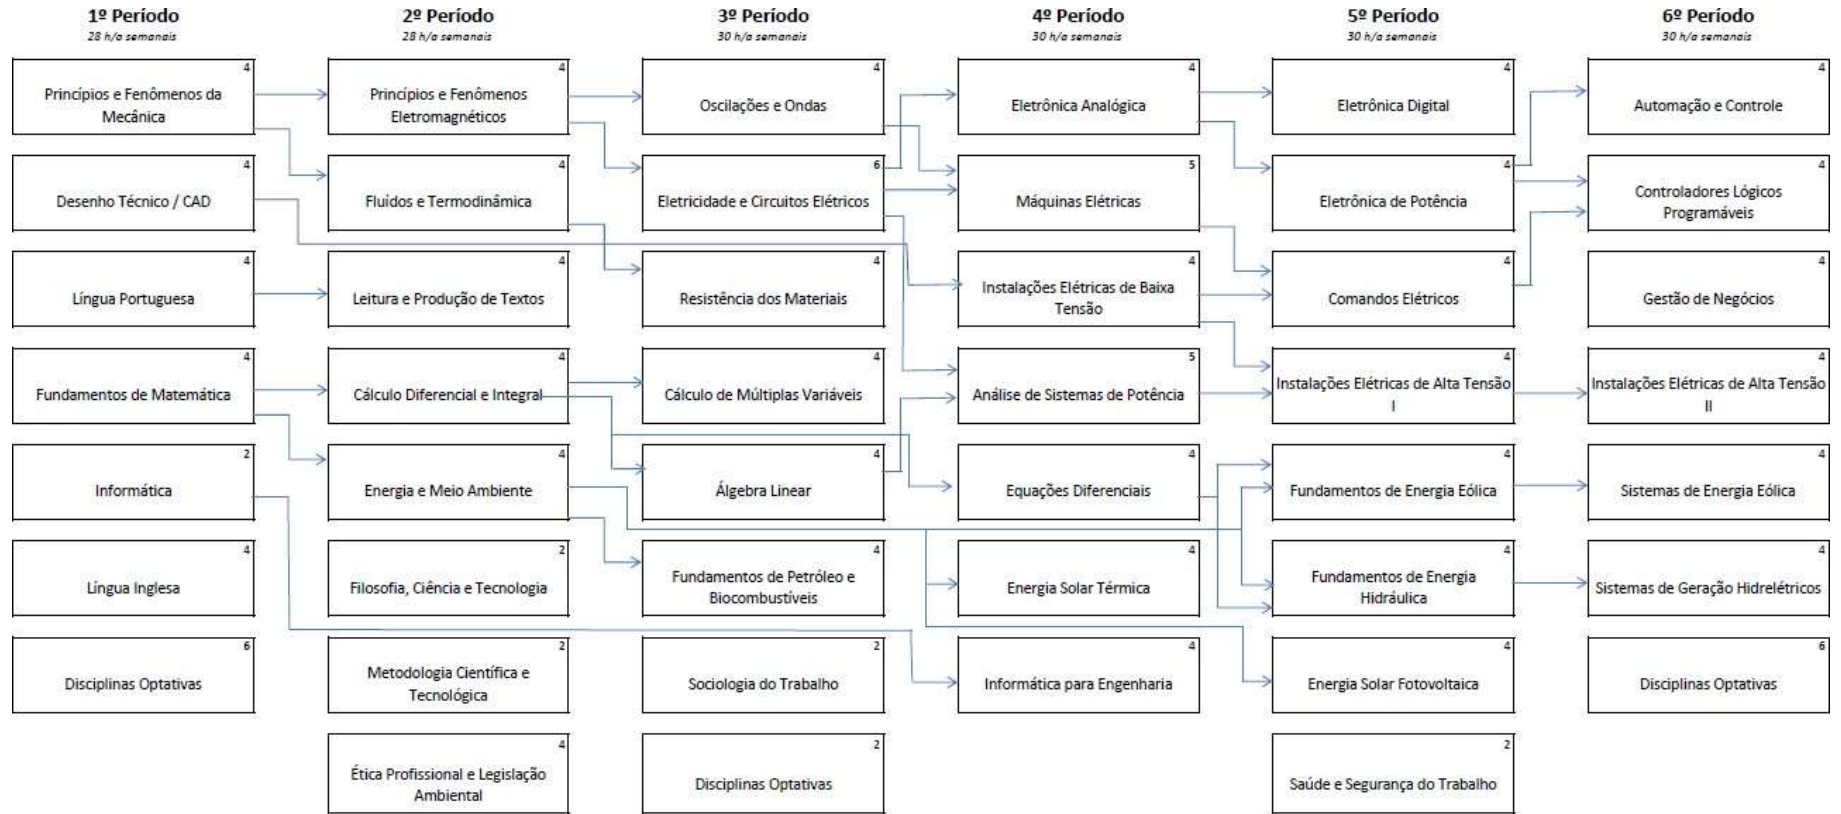 1º Período
28 h/a semanais
4
Princípios e Fenômenos da
Mecânica
4
Desenho Técnico / CAD
4
Língua Portuguesa
4
Fundamentos de Matemática
2
Informática
4
Língua Inglesa
6
Disciplinas Optativas
2º Período
28 h/a semanais
4
Princípios e Fenômenos
Eletromagnéticos
4
Fluídos e Termodinâmica
4
Leitura e Produção de Textos
4
Cálculo Diferencial e Integral
4
Energia e Meio Ambiente
2
Filosofia, Ciência e Tecnologia
2
Metodologia Científica e
Tecnológica
4
Ética Profissional e Legislação
Ambiental
3º Período
30 h/a semanais
4
Oscilações e Ondas
6
Eletricidade e Circuitos Elétricos
4
Resistência dos Materiais
4
Cálculo de Múltiplas Variáveis
4
Álgebra Linear
4
Fundamentos de Petróleo e
Biocombustíveis
2
Sociologia do Trabalho
2
Disciplinas Optativas
4º Período
30 h/a semanais
4
Eletrônica Analógica
5
Máquinas Elétricas
4
Instalações Elétricas de Baixa
Tensão
5
Análise de Sistemas de Potência
4
Equações Diferenciais
4
Energia Solar Térmica
4
Informática para Engenharia
5º Período
30 h/a semanais
4
Eletrônica Digital
4
Eletrônica de Potência
4
Comandos Elétricos
4
Instalações Elétricas de Alta Tensão
I
4
Fundamentos de Energia Eólica
4
Fundamentos de Energia
Hidráulica
4
Energia Solar Fotovoltaica
2
Saúde e Segurança do Trabalho
6º Período
30 h/a semanais
4
Automação e Controle
4
Controladores Lógicos
Programáveis
4
Gestão de Negócios
4
Instalações Elétricas de Alta Tensão
II
4
Sistemas de Energia Eólica
4
Sistemas de Geração Hidrelétricos
6
Disciplinas Optativas